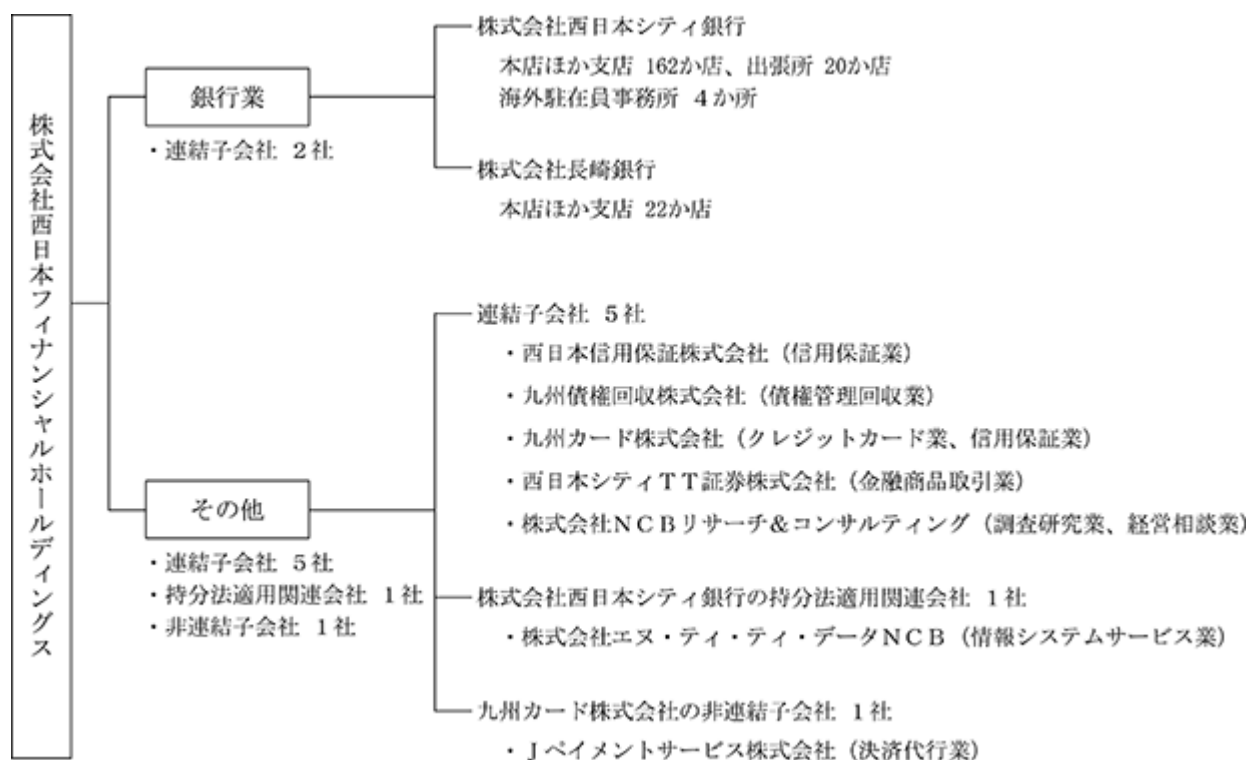 株式会社西日本フィナンシャルホールディングス
銀行業
・連結子会社 2社
株式会社西日本シティ銀行
本店ほか支店 162か店、出張所 20か店
海外駐在員事務所 4か所
株式会社長崎銀行
本店ほか支店 22か店
その他
・連結子会社 5社
・持分法適用関連会社 1社
・非連結子会社 1社
連結子会社 5社
・西日本信用保証株式会社（信用保証業）
・九州債権回収株式会社（債権管理回収業）
・九州カード株式会社（クレジットカード業、信用保証業）
・西日本シティＴＴ証券株式会社（金融商品取引業）
・株式会社ＮＣＢリサーチ＆コンサルティング（調査研究業、経営相談業）
株式会社西日本シティ銀行の持分法適用関連会社 1社
・株式会社エヌ・ティ・ティ・データＮＣＢ（情報システムサービス業）
九州カード株式会社の非連結子会社 1社
・Ｊペイメントサービス株式会社（決済代行業）